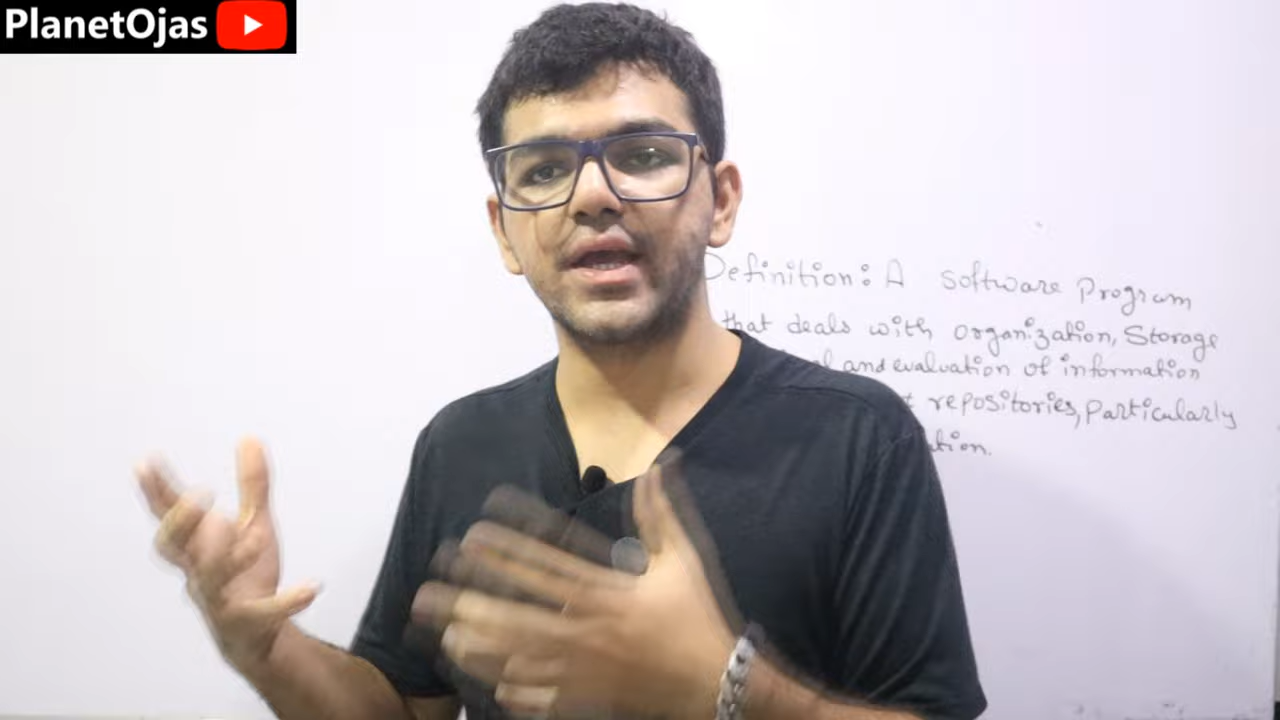 PlanetOjas
Definition: A software program
that deals with organization, Storage
and evaluation of information
repositories, particularly